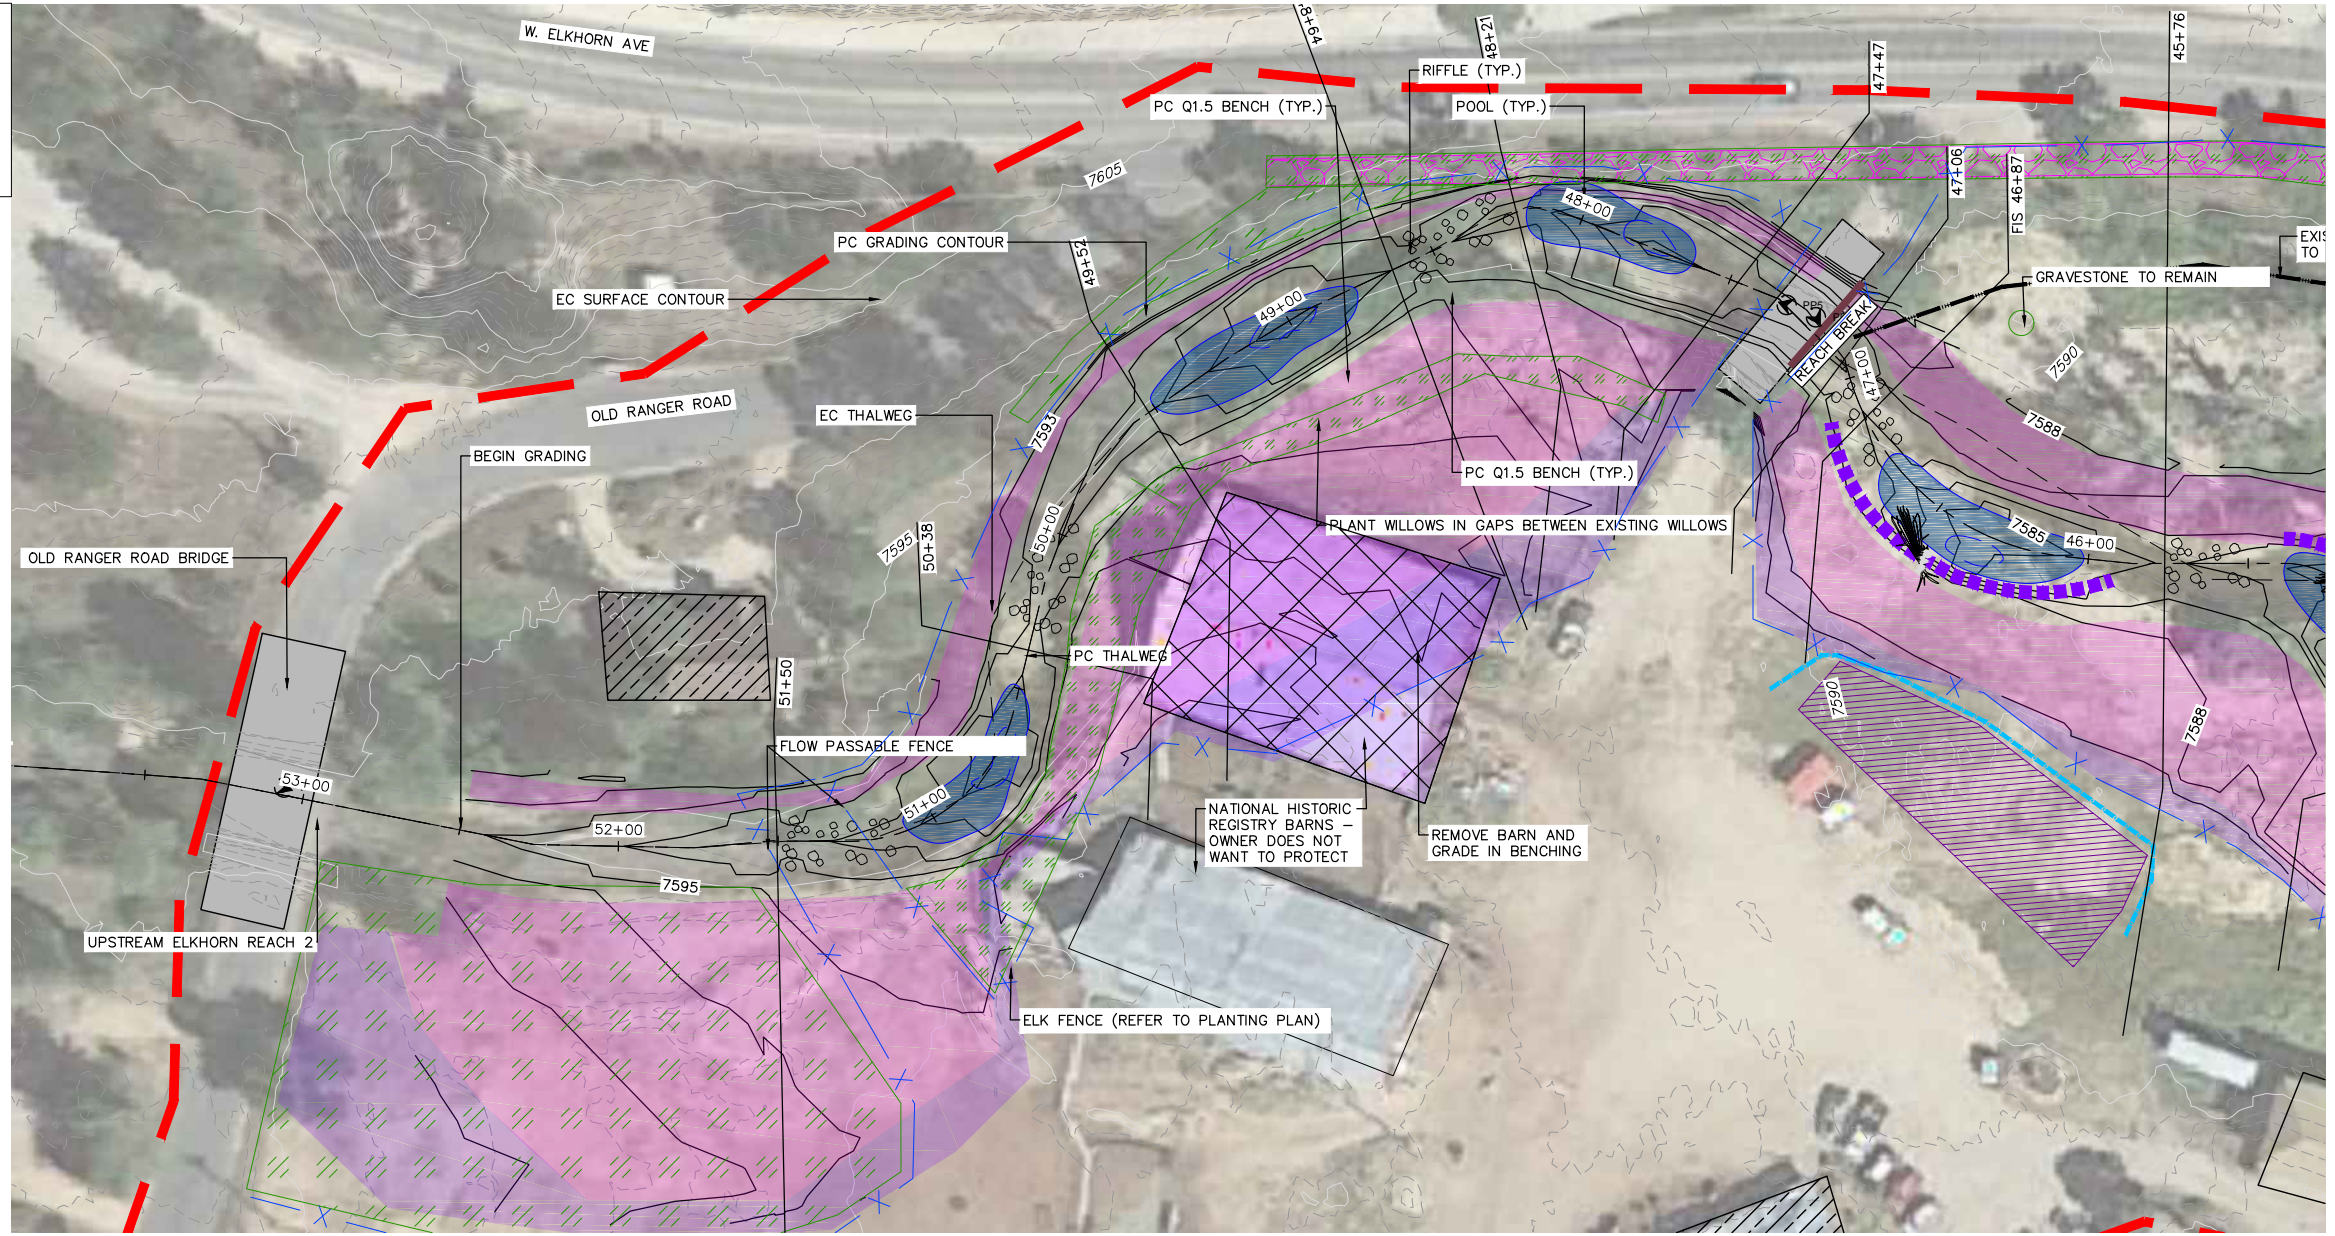 W. ELKHORN AVE
8+64
48+21
47+47
45+76
RIFFLE (TYP.)
PC Q1.5 BENCH (TYP.)
POOL (TYP.)
7605
47+06
FIS 46+87
48+00
PC GRADING CONTOUR
49+52
EXIS
TO
GRAVESTONE TO REMAIN
EC SURFACE CONTOUR
49+00
PP5
REACH BREAK
47+00
7590
OLD RANGER ROAD
EC THALWEG
7593
7588
BEGIN GRADING
PC Q1.5 BENCH (TYP.)
PLANT WILLOWS IN GAPS BETWEEN EXISTING WILLOWS
50+00
7595
50+38
7585
46+00
OLD RANGER ROAD BRIDGE
PC THALWEG
51+50
7590
7588
FLOW PASSABLE FENCE
53+00
51+00
52+00
NATIONAL HISTORIC
REGISTRY BARNS –
OWNER DOES NOT
WANT TO PROTECT
REMOVE BARN AND
GRADE IN BENCHING
7595
UPSTREAM ELKHORN REACH 2
ELK FENCE (REFER TO PLANTING PLAN)